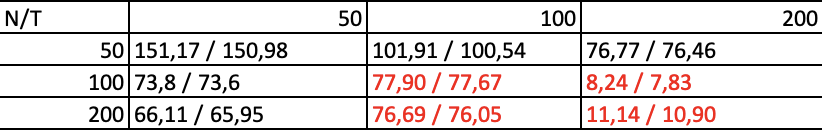 N/T 50 100 200
50 151,17 / 150,98 101,91 / 100,54 76,77 / 76,46
100 73,8 / 73,6 77,90 / 77,67 8,24 / 7,83
200 66,11 / 65,95 76,69 / 76,05 11,14 / 10,90